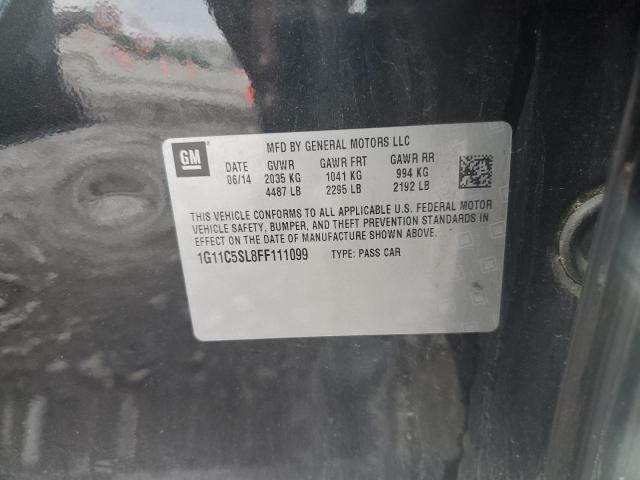 GM
MFD BY GENERAL MOTORS LLC
DATE GVWR GAWR FRT GAWR RR
06/14 2035 KG 1041 KG 994 KG
4487 LB 2295 LB 2192 LB
THIS VEHICLE CONFORMS TO ALL APPLICABLE U.S. FEDERAL MOTOR
VEHICLE SAFETY, BUMPER, AND THEFT PREVENTION STANDARDS IN
EFFECT ON THE DATE OF MANUFACTURE SHOWN ABOVE.
1G11C5SL8FF111099 TYPE: PASS CAR